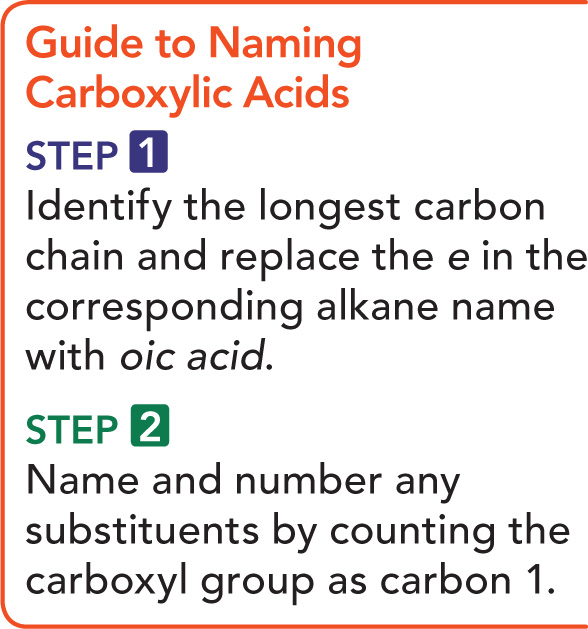 Guide to Naming
Carboxylic Acids
STEP 1
Identify the longest carbon
chain and replace the e in the
corresponding alkane name
with oic acid.
STEP 2
Name and number any
substituents by counting the
carboxyl group as carbon 1.